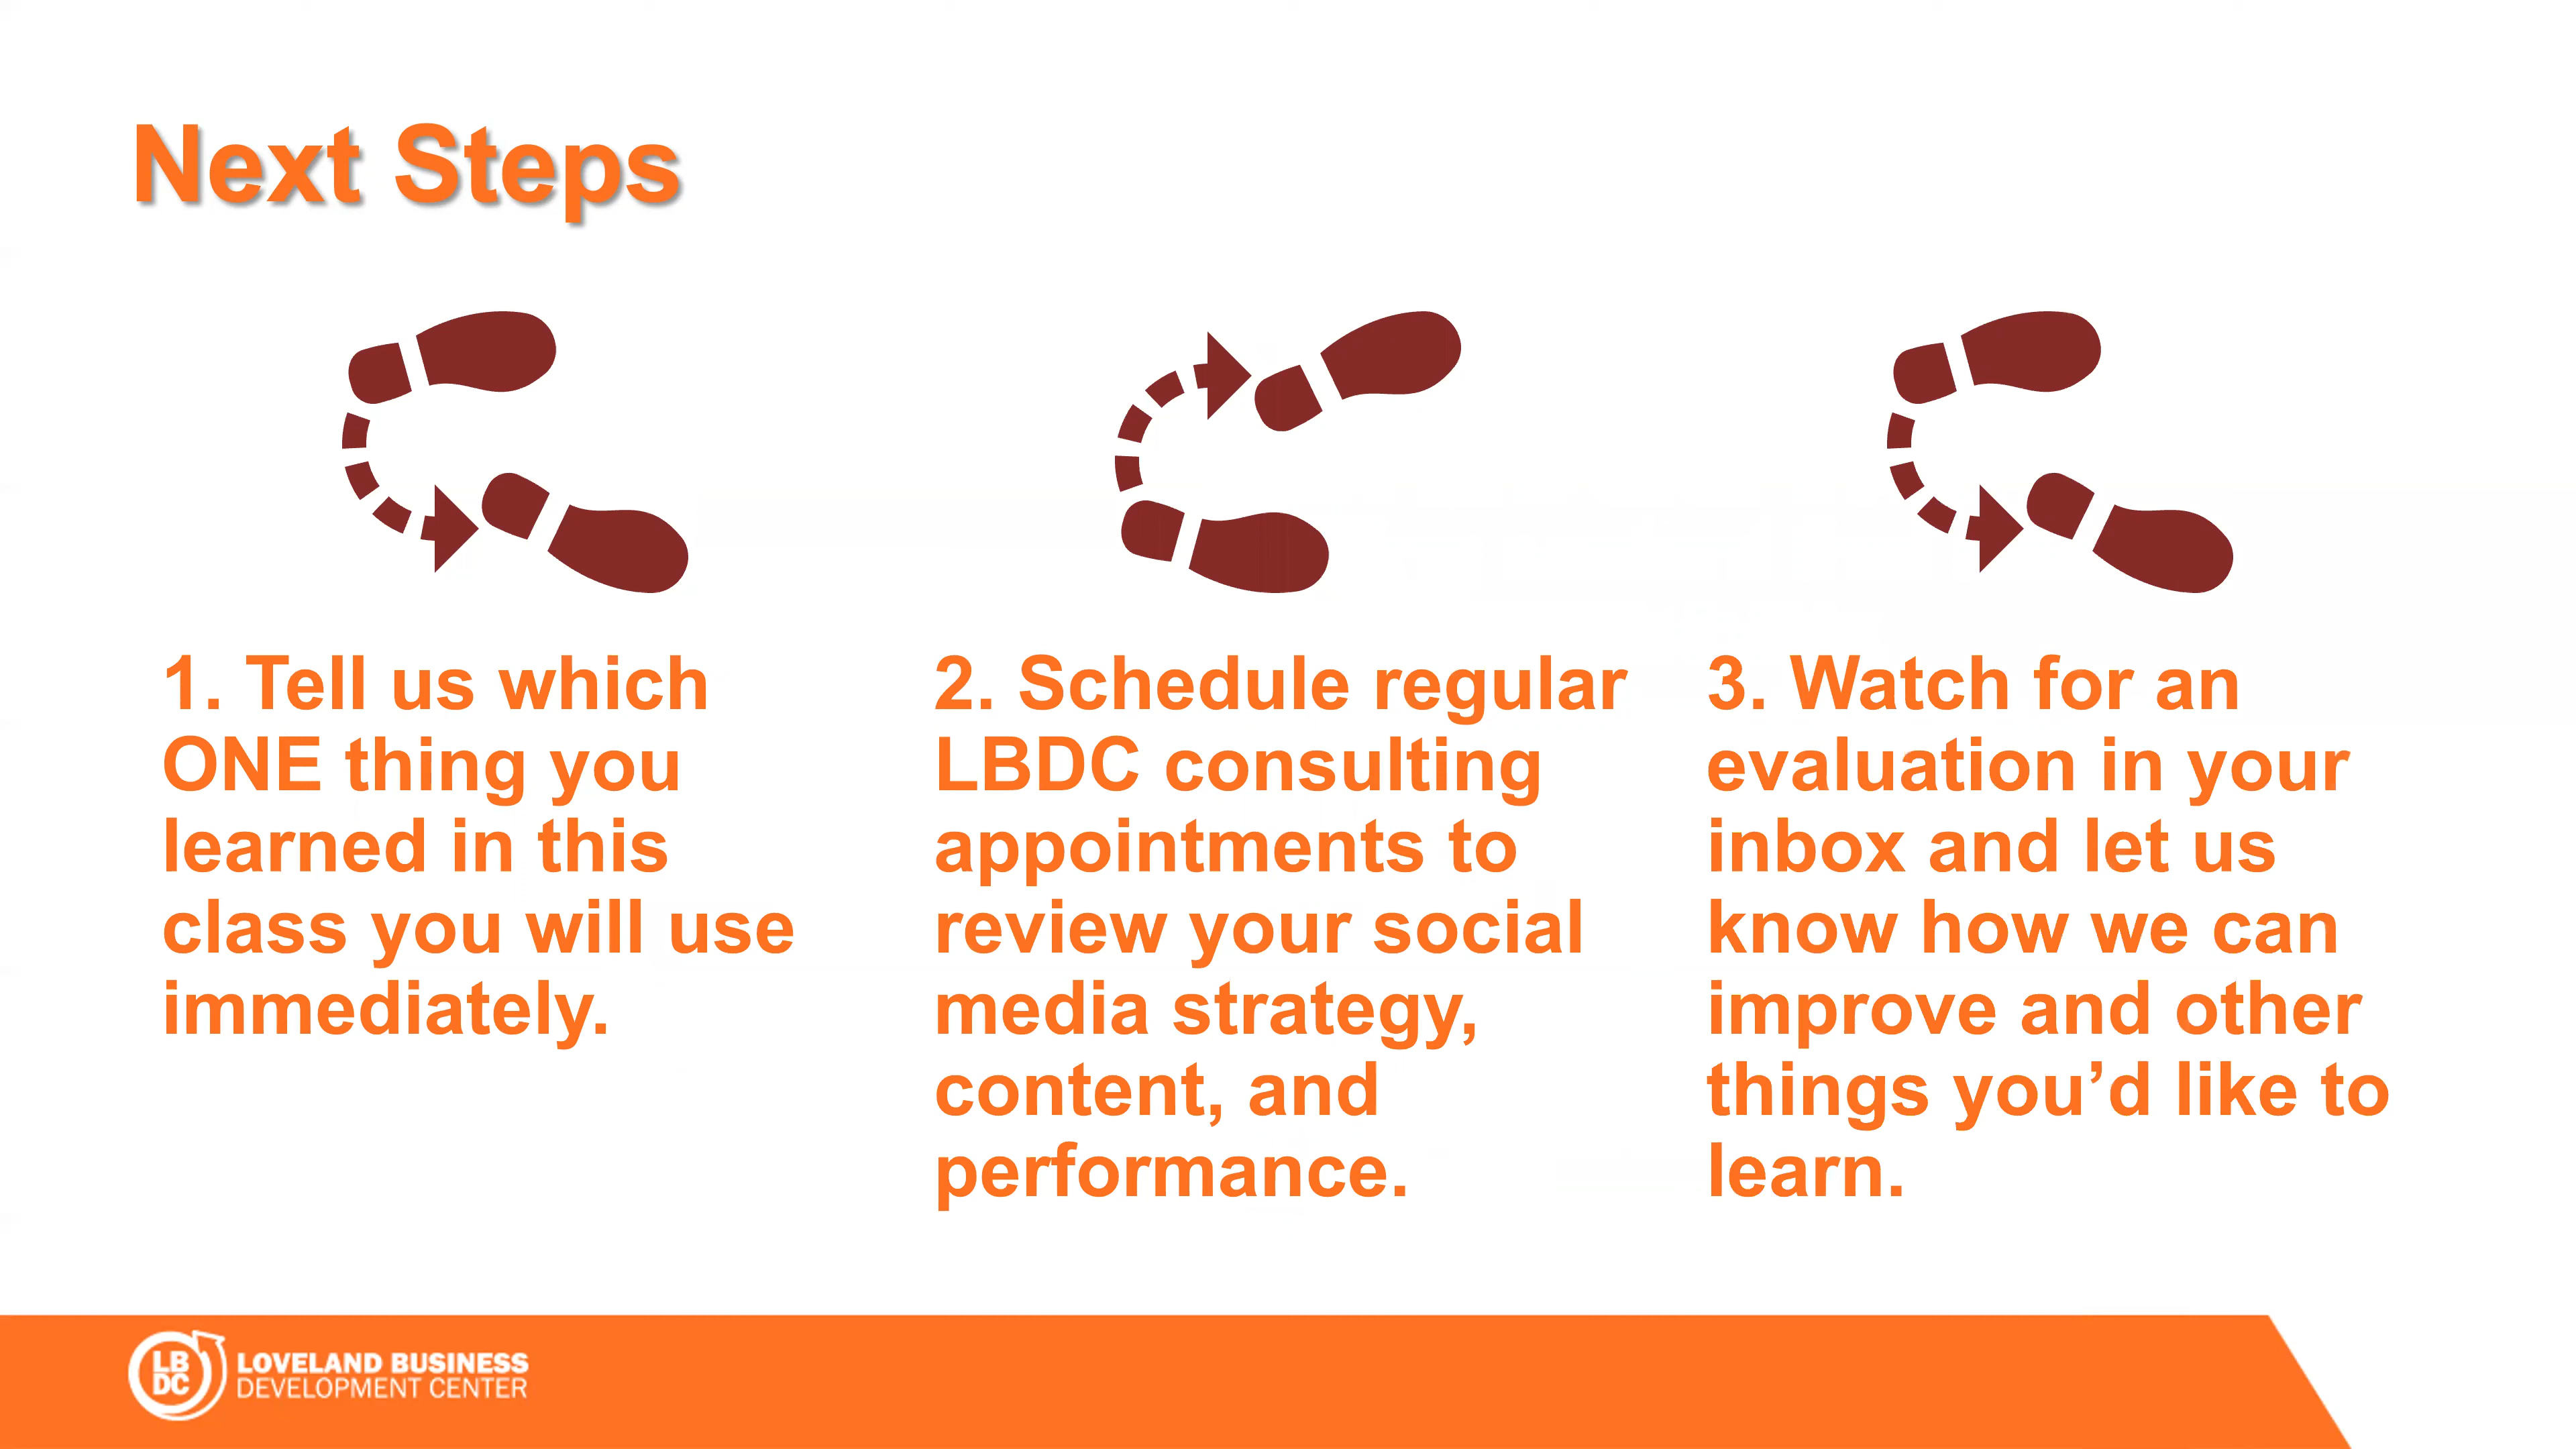 Next Steps
1. Tell us which
ONE thing you
learned in this
class you will use
immediately.
2. Schedule regular
LBDC consulting
appointments to
review your social
media strategy,
content, and
performance.
3. Watch for an
evaluation in your
inbox and let us
know how we can
improve and other
things you’d like to
learn.
LB
DC
LOVELAND BUSINESS
DEVELOPMENT CENTER